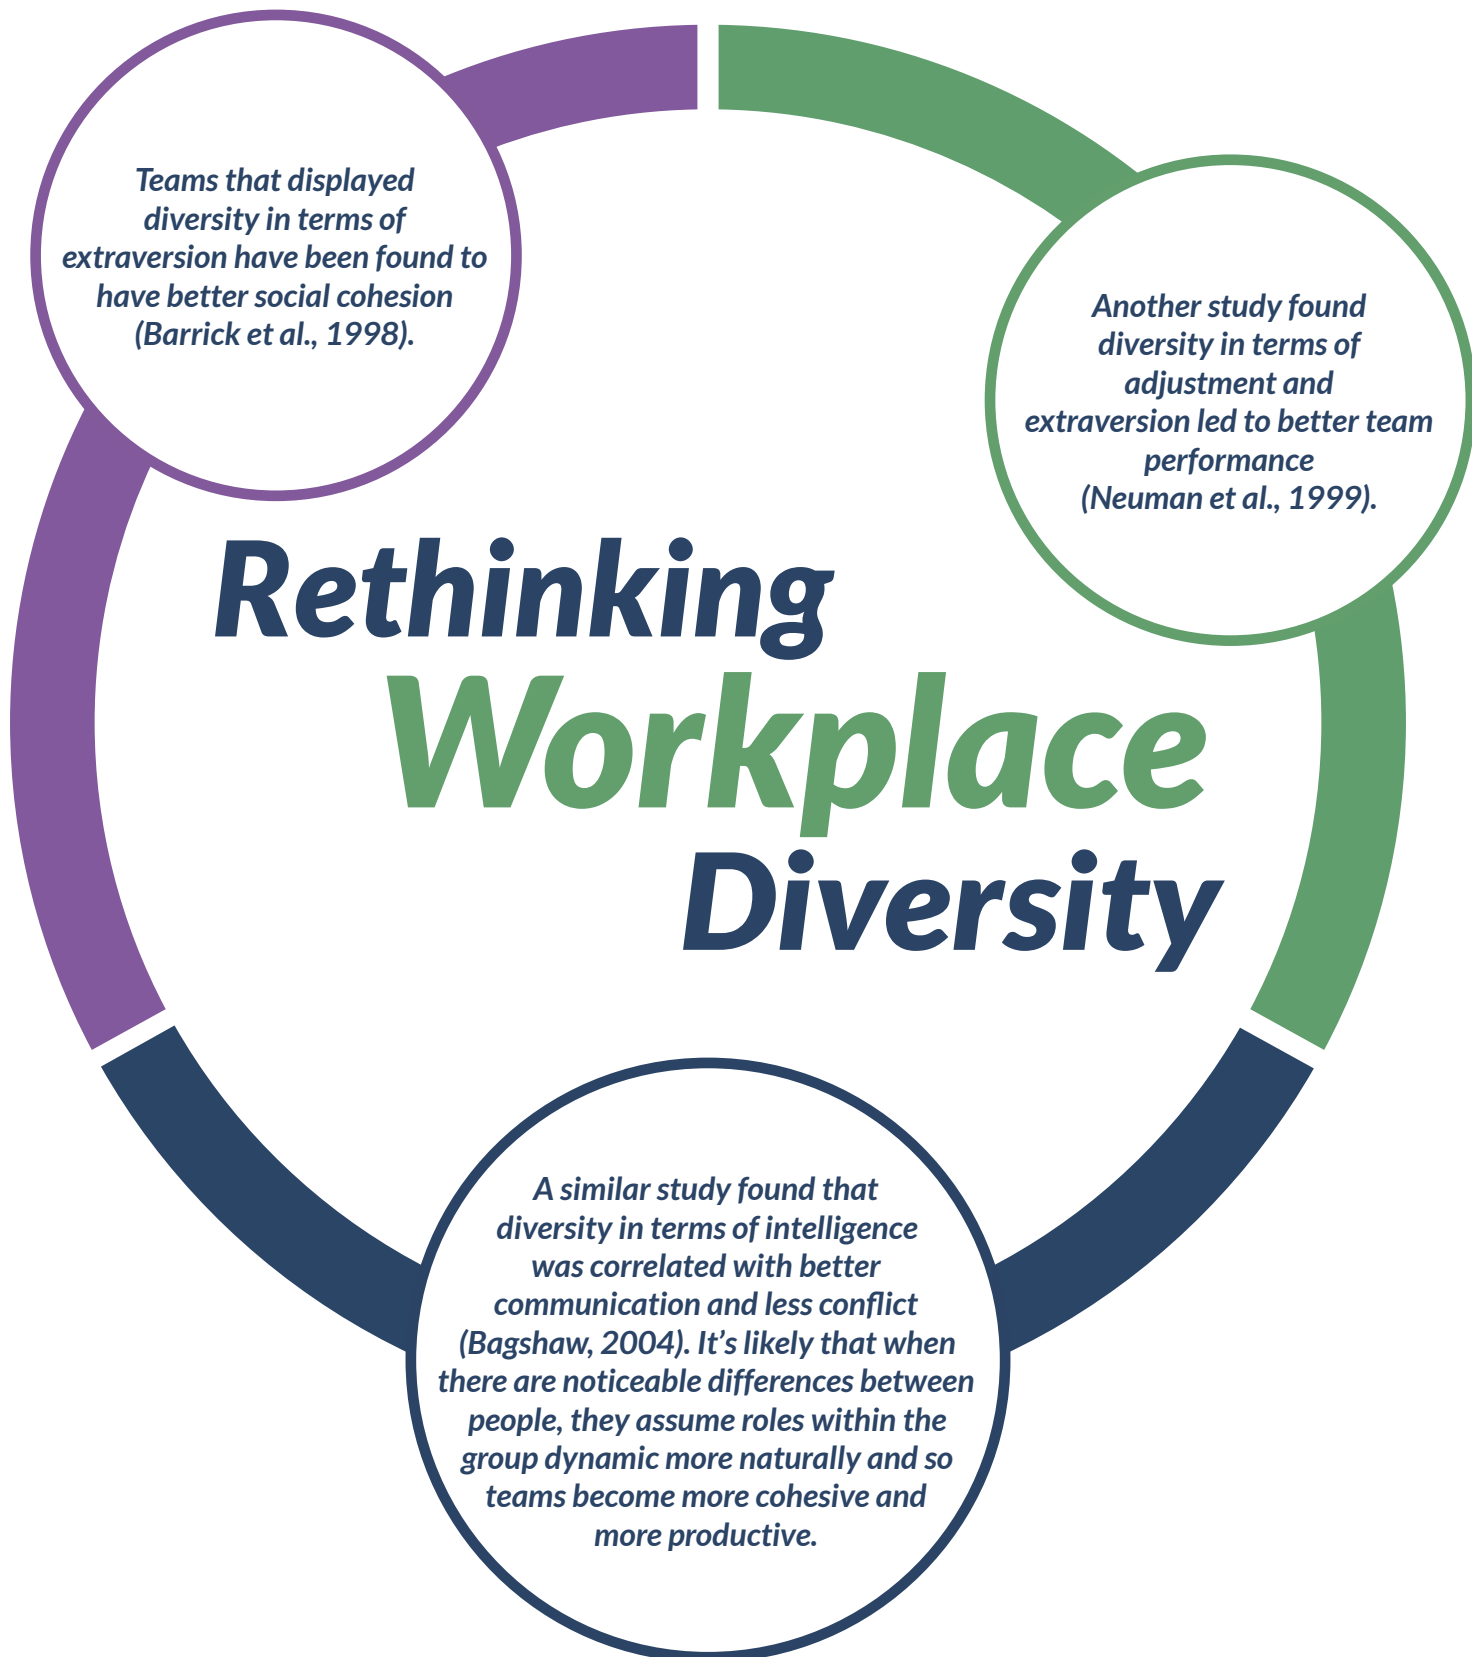 Teams that displayed
diversity in terms of
extraversion have been found to
have better social cohesion
(Barrick et al., 1998).
Another study found
diversity in terms of
adjustment and
extraversion led to better team
performance
(Neuman et al., 1999).
Rethinking
Workplace
Diversity
A similar study found that
diversity in terms of intelligence
was correlated with better
communication and less conflict
(Bagshaw, 2004). It’s likely that when
there are noticeable differences between
people, they assume roles within the
group dynamic more naturally and so
teams become more cohesive and
more productive.